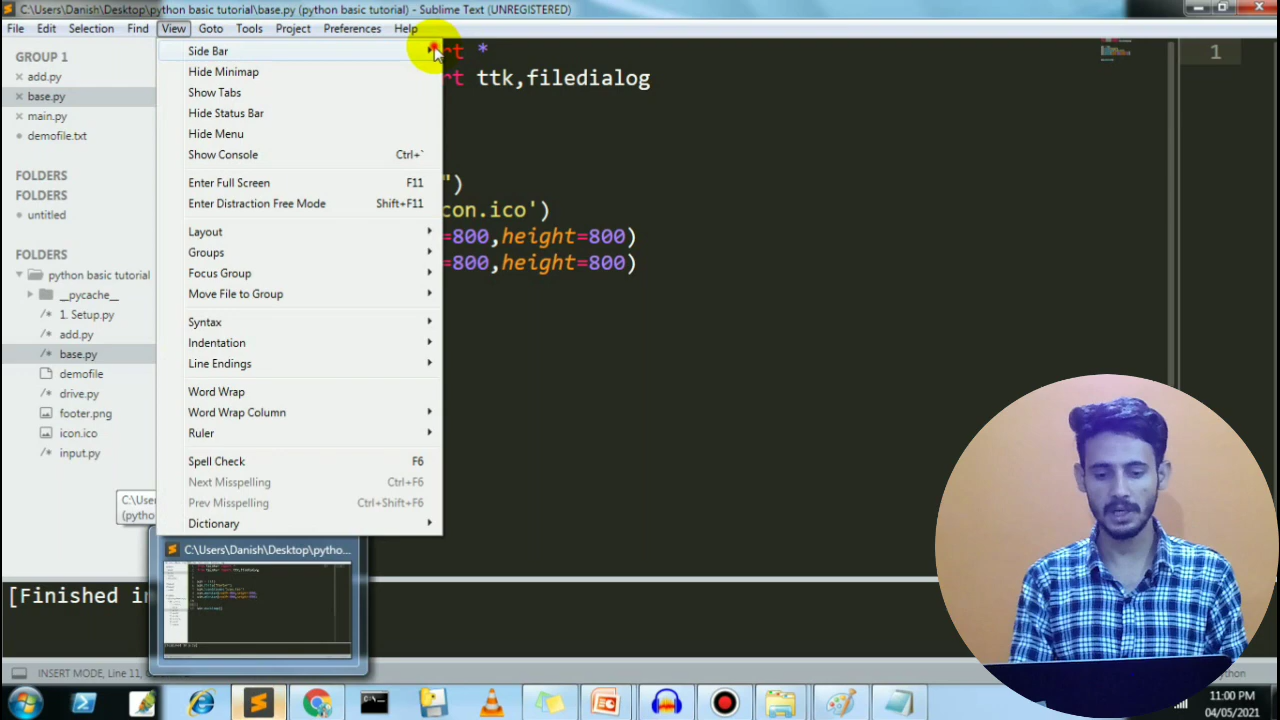 C:\Users\Danish\Desktop\python basic tutorial\base.py (python basic tutorial) - Sublime Text (UNREGISTERED)
File Edit Selection Find View Goto Tools Project Preferences Help
GROUP 1
add.py
base.py
main.py
demofile.txt
FOLDERS
FOLDERS
untitled
FOLDERS
python basic tutorial
__pycache__
/* 1. Setup.py
/* add.py
/* base.py
demofile
/* drive.py
footer.png
icon.ico
/* input.py
Side Bar
Hide Minimap
Show Tabs
Hide Status Bar
Hide Menu
Show Console Ctrl+`
Enter Full Screen F11
Enter Distraction Free Mode Shift+F11
Layout
Groups
Focus Group
Move File to Group
Syntax
Indentation
Line Endings
Word Wrap
Word Wrap Column
Ruler
Spell Check F6
Next Misspelling Ctrl+F6
Prev Misspelling Ctrl+Shift+F6
Dictionary
rt *
rt ttk,filedialog
")
con.ico')
=800,height=800)
=800,height=800)
1
C:\Use
(pytho
C:\Users\Danish\Desktop\pytho...
[Finished in
INSERT MODE, Line 11,
11:00 PM
04/05/2021